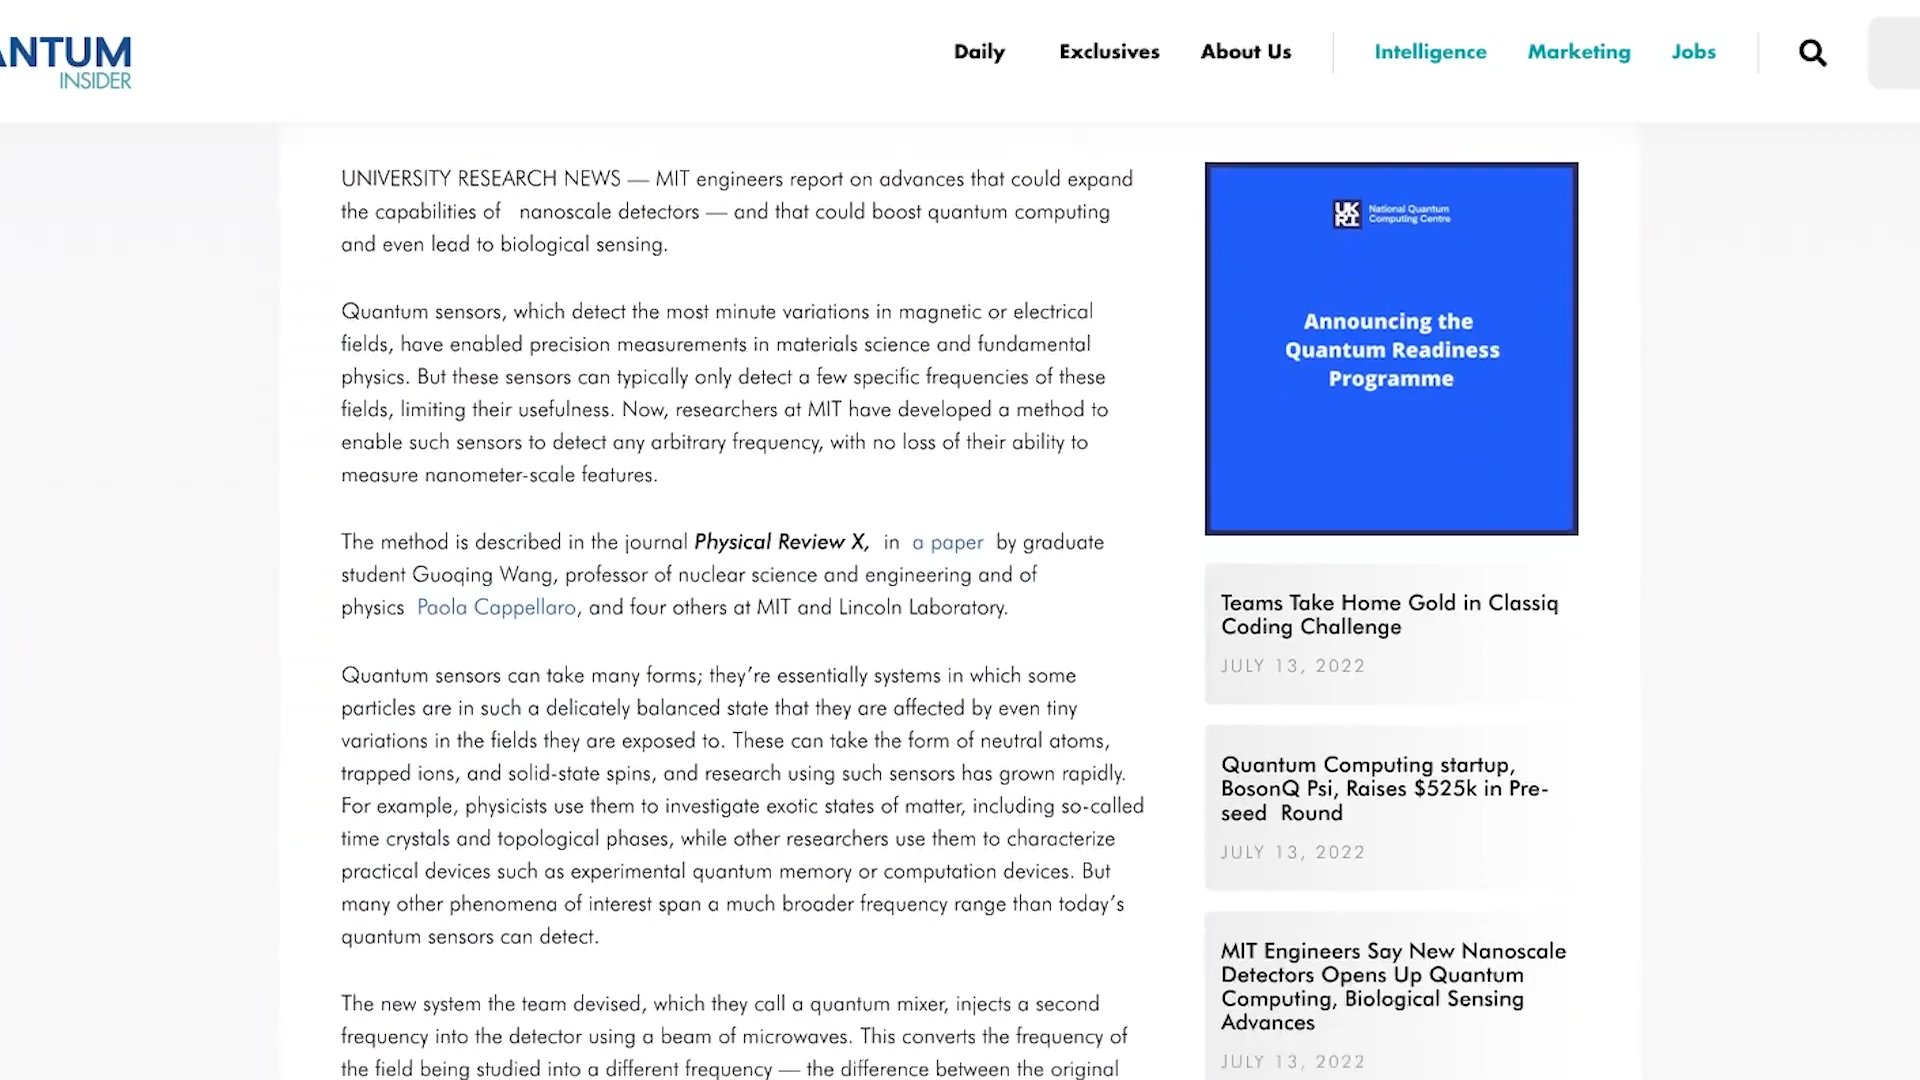 ANTUM
INSIDER
Daily
Exclusives
About Us
Intelligence
Marketing
Jobs
UNIVERSITY RESEARCH NEWS — MIT engineers report on advances that could expand
the capabilities of nanoscale detectors — and that could boost quantum computing
and even lead to biological sensing.
Quantum sensors, which detect the most minute variations in magnetic or electrical
fields, have enabled precision measurements in materials science and fundamental
physics. But these sensors can typically only detect a few specific frequencies of these
fields, limiting their usefulness. Now, researchers at MIT have developed a method to
enable such sensors to detect any arbitrary frequency, with no loss of their ability to
measure nanometer-scale features.
The method is described in the journal Physical Review X, in a paper by graduate
student Guoqing Wang, professor of nuclear science and engineering and of
physics Paola Cappellaro, and four others at MIT and Lincoln Laboratory.
Quantum sensors can take many forms; they’re essentially systems in which some
particles are in such a delicately balanced state that they are affected by even tiny
variations in the fields they are exposed to. These can take the form of neutral atoms,
trapped ions, and solid-state spins, and research using such sensors has grown rapidly.
For example, physicists use them to investigate exotic states of matter, including so-called
time crystals and topological phases, while other researchers use them to characterize
practical devices such as experimental quantum memory or computation devices. But
many other phenomena of interest span a much broader frequency range than today’s
quantum sensors can detect.
The new system the team devised, which they call a quantum mixer, injects a second
frequency into the detector using a beam of microwaves. This converts the frequency of
the field being studied into a different frequency — the difference between the original
UK
RI
National Quantum
Computing Centre
Announcing the
Quantum Readiness
Programme
Teams Take Home Gold in Classiq
Coding Challenge
JULY 13, 2022
Quantum Computing startup,
BosonQ Psi, Raises $525k in Pre-
seed Round
JULY 13, 2022
MIT Engineers Say New Nanoscale
Detectors Opens Up Quantum
Computing, Biological Sensing
Advances
JULY 13, 2022